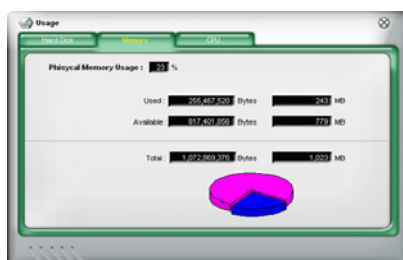 Usage
Hard Disk Memory CPU
Phisycal Memory Usage : 23 %
Used : 255,467,520 Bytes 243 MB
Available : 817,401,856 Bytes 779 MB
Total : 1,072,869,376 Bytes 1,023 MB